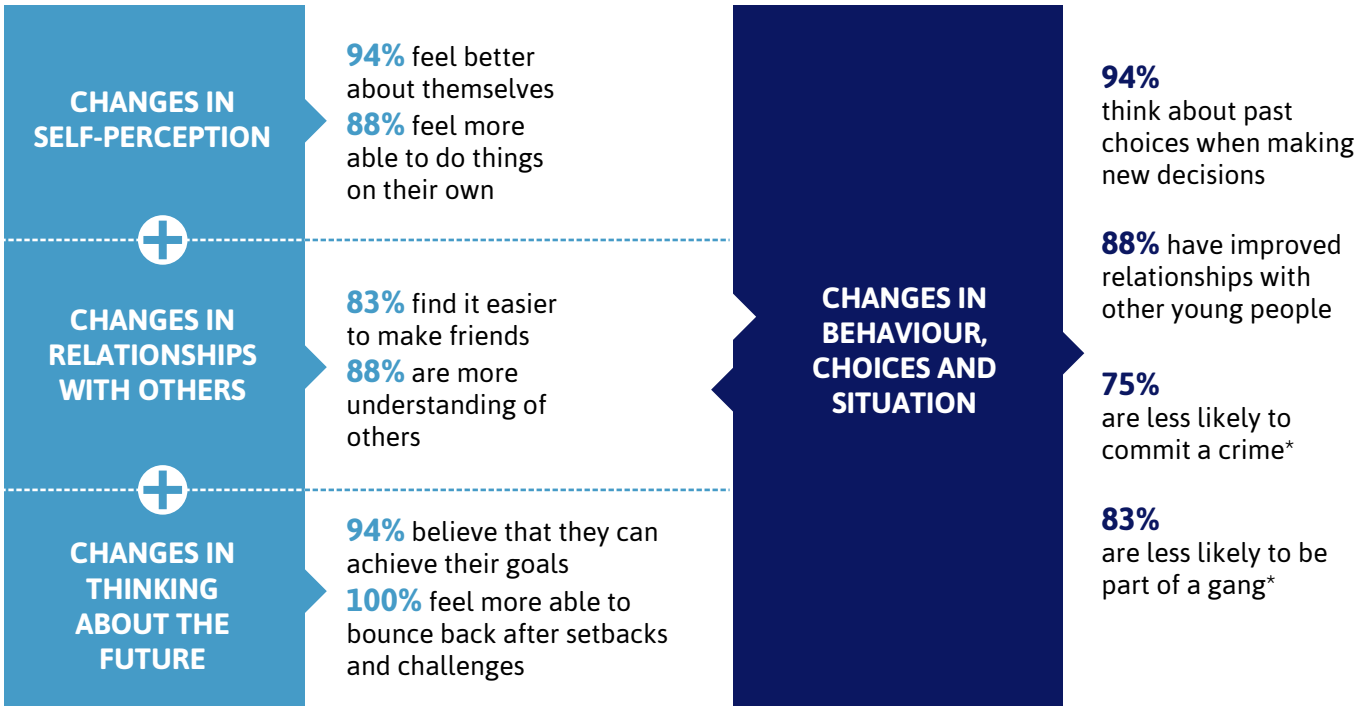 CHANGES IN
SELF-PERCEPTION
94% feel better
about themselves
88% feel more
able to do things
on their own
CHANGES IN
RELATIONSHIPS
WITH OTHERS
83% find it easier
to make friends
88% are more
understanding of
others
CHANGES IN
THINKING
ABOUT THE
FUTURE
94% believe that they can
achieve their goals
100% feel more able to
bounce back after setbacks
and challenges
CHANGES IN
BEHAVIOUR,
CHOICES AND
SITUATION
94%
think about past
choices when making
new decisions
88% have improved
relationships with
other young people
75%
are less likely to
commit a crime*
83%
are less likely to be
part of a gang*